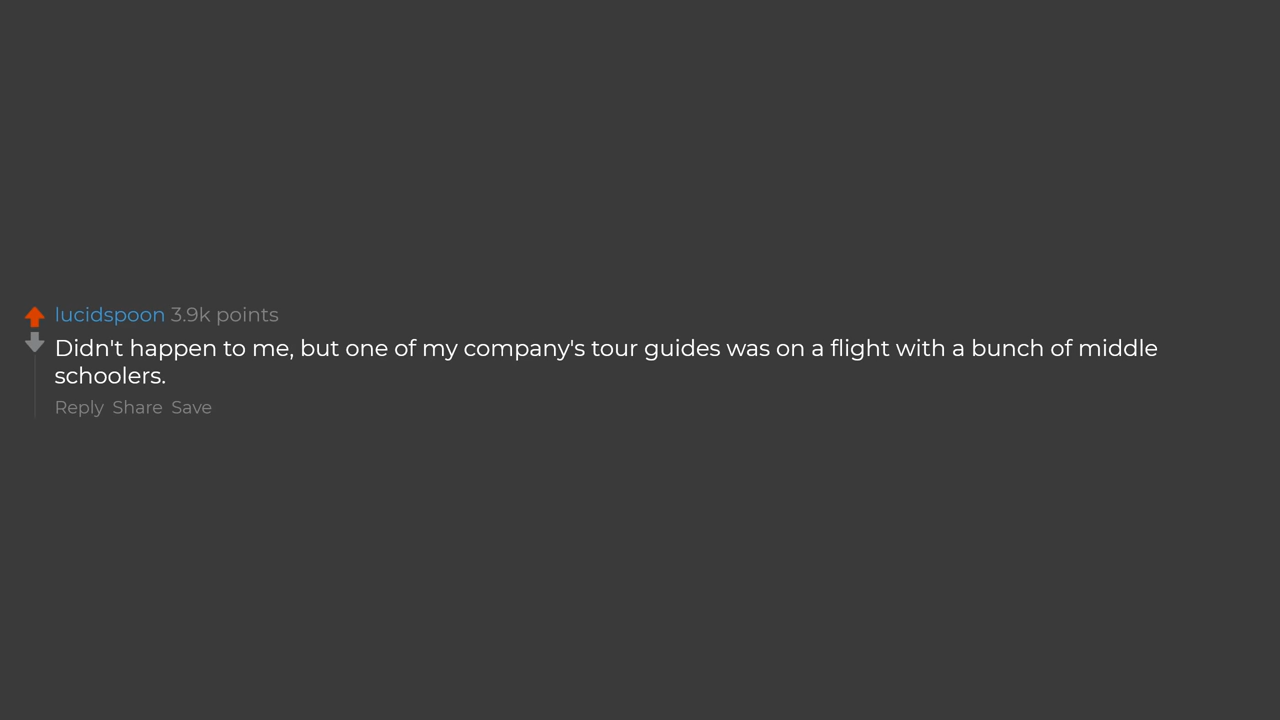 lucidspoon 3.9k points
Didn't happen to me, but one of my company's tour guides was on a flight with a bunch of middle
schoolers.
Reply Share Save